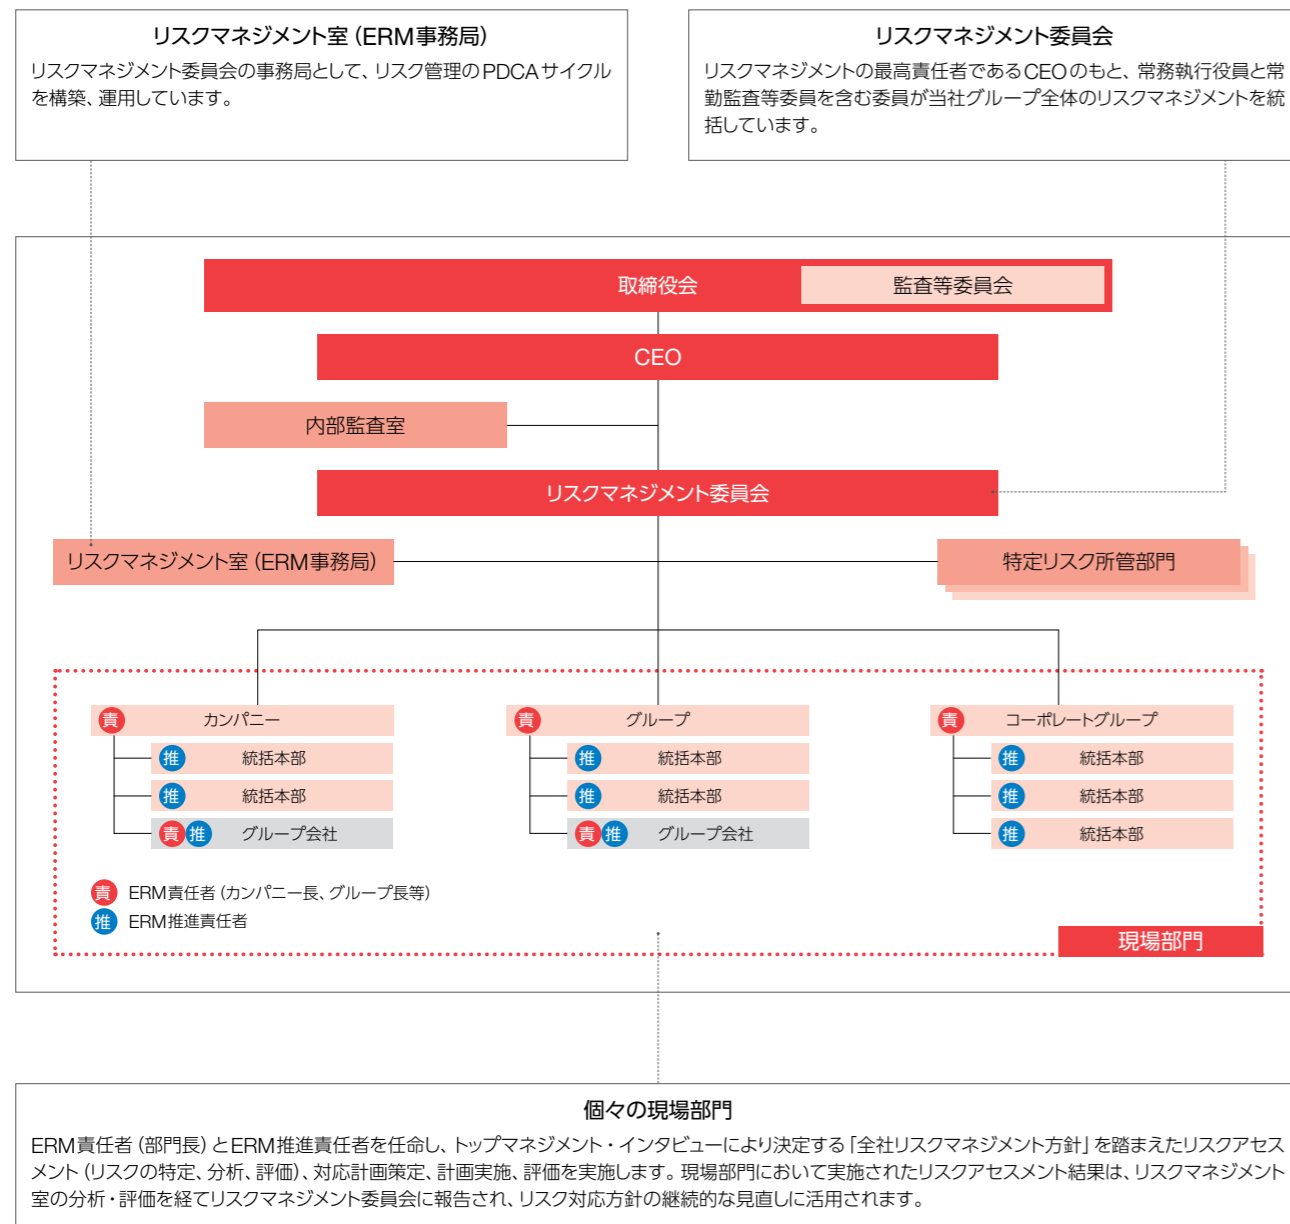 リスクマネジメント室（ERM事務局）
リスクマネジメント委員会の事務局として、リスク管理のPDCAサイクル
を構築、運用しています。
リスクマネジメント委員会
リスクマネジメントの最高責任者であるCEOのもと、常務執行役員と常
勤監査等委員を含む委員が当社グループ全体のリスクマネジメントを統
括しています。
取締役会
監査等委員会
CEO
内部監査室
リスクマネジメント委員会
リスクマネジメント室（ERM事務局）
特定リスク所管部門
責 カンパニー
推 統括本部
推 統括本部
責 推 グループ会社
責 グループ
推 統括本部
推 統括本部
責 推 グループ会社
責 コーポレートグループ
推 統括本部
推 統括本部
推 統括本部
責 ERM責任者（カンパニー長、グループ長等）
推 ERM推進責任者
現場部門
個々の現場部門
ERM責任者（部門長）とERM推進責任者を任命し、トップマネジメント・インタビューにより決定する「全社リスクマネジメント方針」を踏まえたリスクアセス
メント（リスクの特定、分析、評価）、対応計画策定、計画実施、評価を実施します。現場部門において実施されたリスクアセスメント結果は、リスクマネジメント
室の分析・評価を経てリスクマネジメント委員会に報告され、リスク対応方針の継続的な見直しに活用されます。